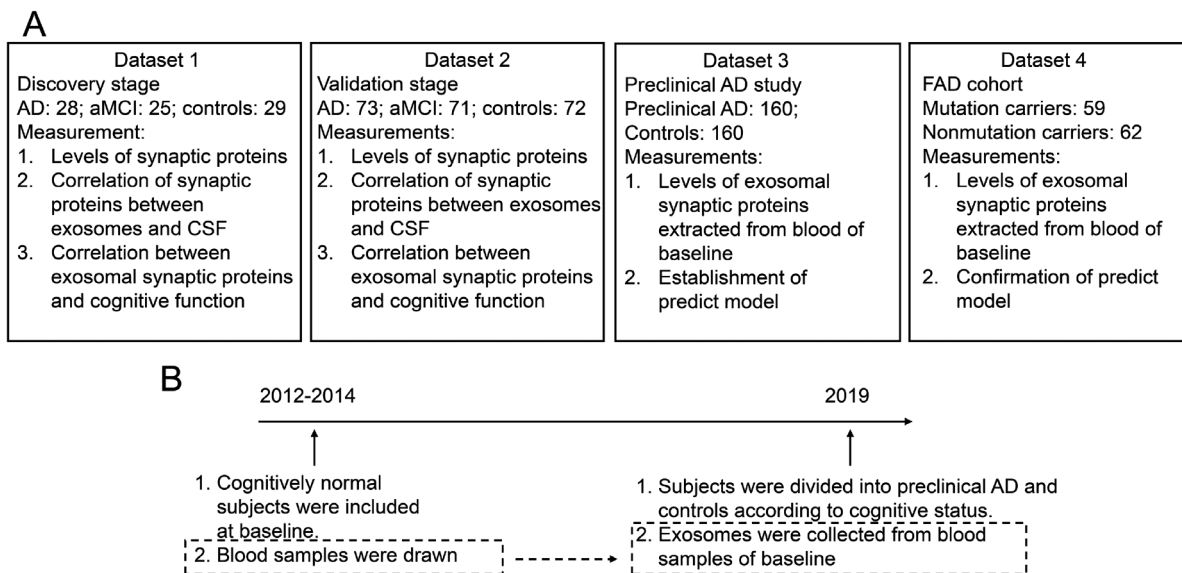 A
Dataset 1
Discovery stage
AD: 28; aMCI: 25; controls: 29
Measurement:
1. Levels of synaptic proteins
2. Correlation of synaptic
proteins between
exosomes and CSF
3. Correlation between
exosomal synaptic proteins
and cognitive function
Dataset 2
Validation stage
AD: 73; aMCI: 71; controls: 72
Measurements:
1. Levels of synaptic proteins
2. Correlation of synaptic
proteins between exosomes
and CSF
3. Correlation between
exosomal synaptic proteins
and cognitive function
Dataset 3
Preclinical AD study
Preclinical AD: 160;
Controls: 160
Measurements:
1. Levels of exosomal
synaptic proteins
extracted from blood of
baseline
2. Establishment of
predict model
Dataset 4
FAD cohort
Mutation carriers: 59
Nonmutation carriers: 62
Measurements:
1. Levels of exosomal
synaptic proteins
extracted from blood of
baseline
2. Confirmation of predict
model
B
2012-2014
2019
1. Cognitively normal
subjects were included
at baseline.
2. Blood samples were drawn
1. Subjects were divided into preclinical AD and
controls according to cognitive status.
2. Exosomes were collected from blood
samples of baseline